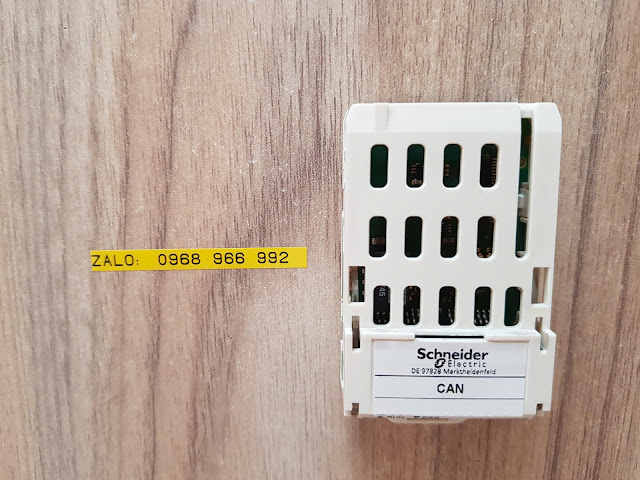 ZALO: 0968 966 992
Schneider
Electric
DE-97828 Marktheidenfeld
CAN